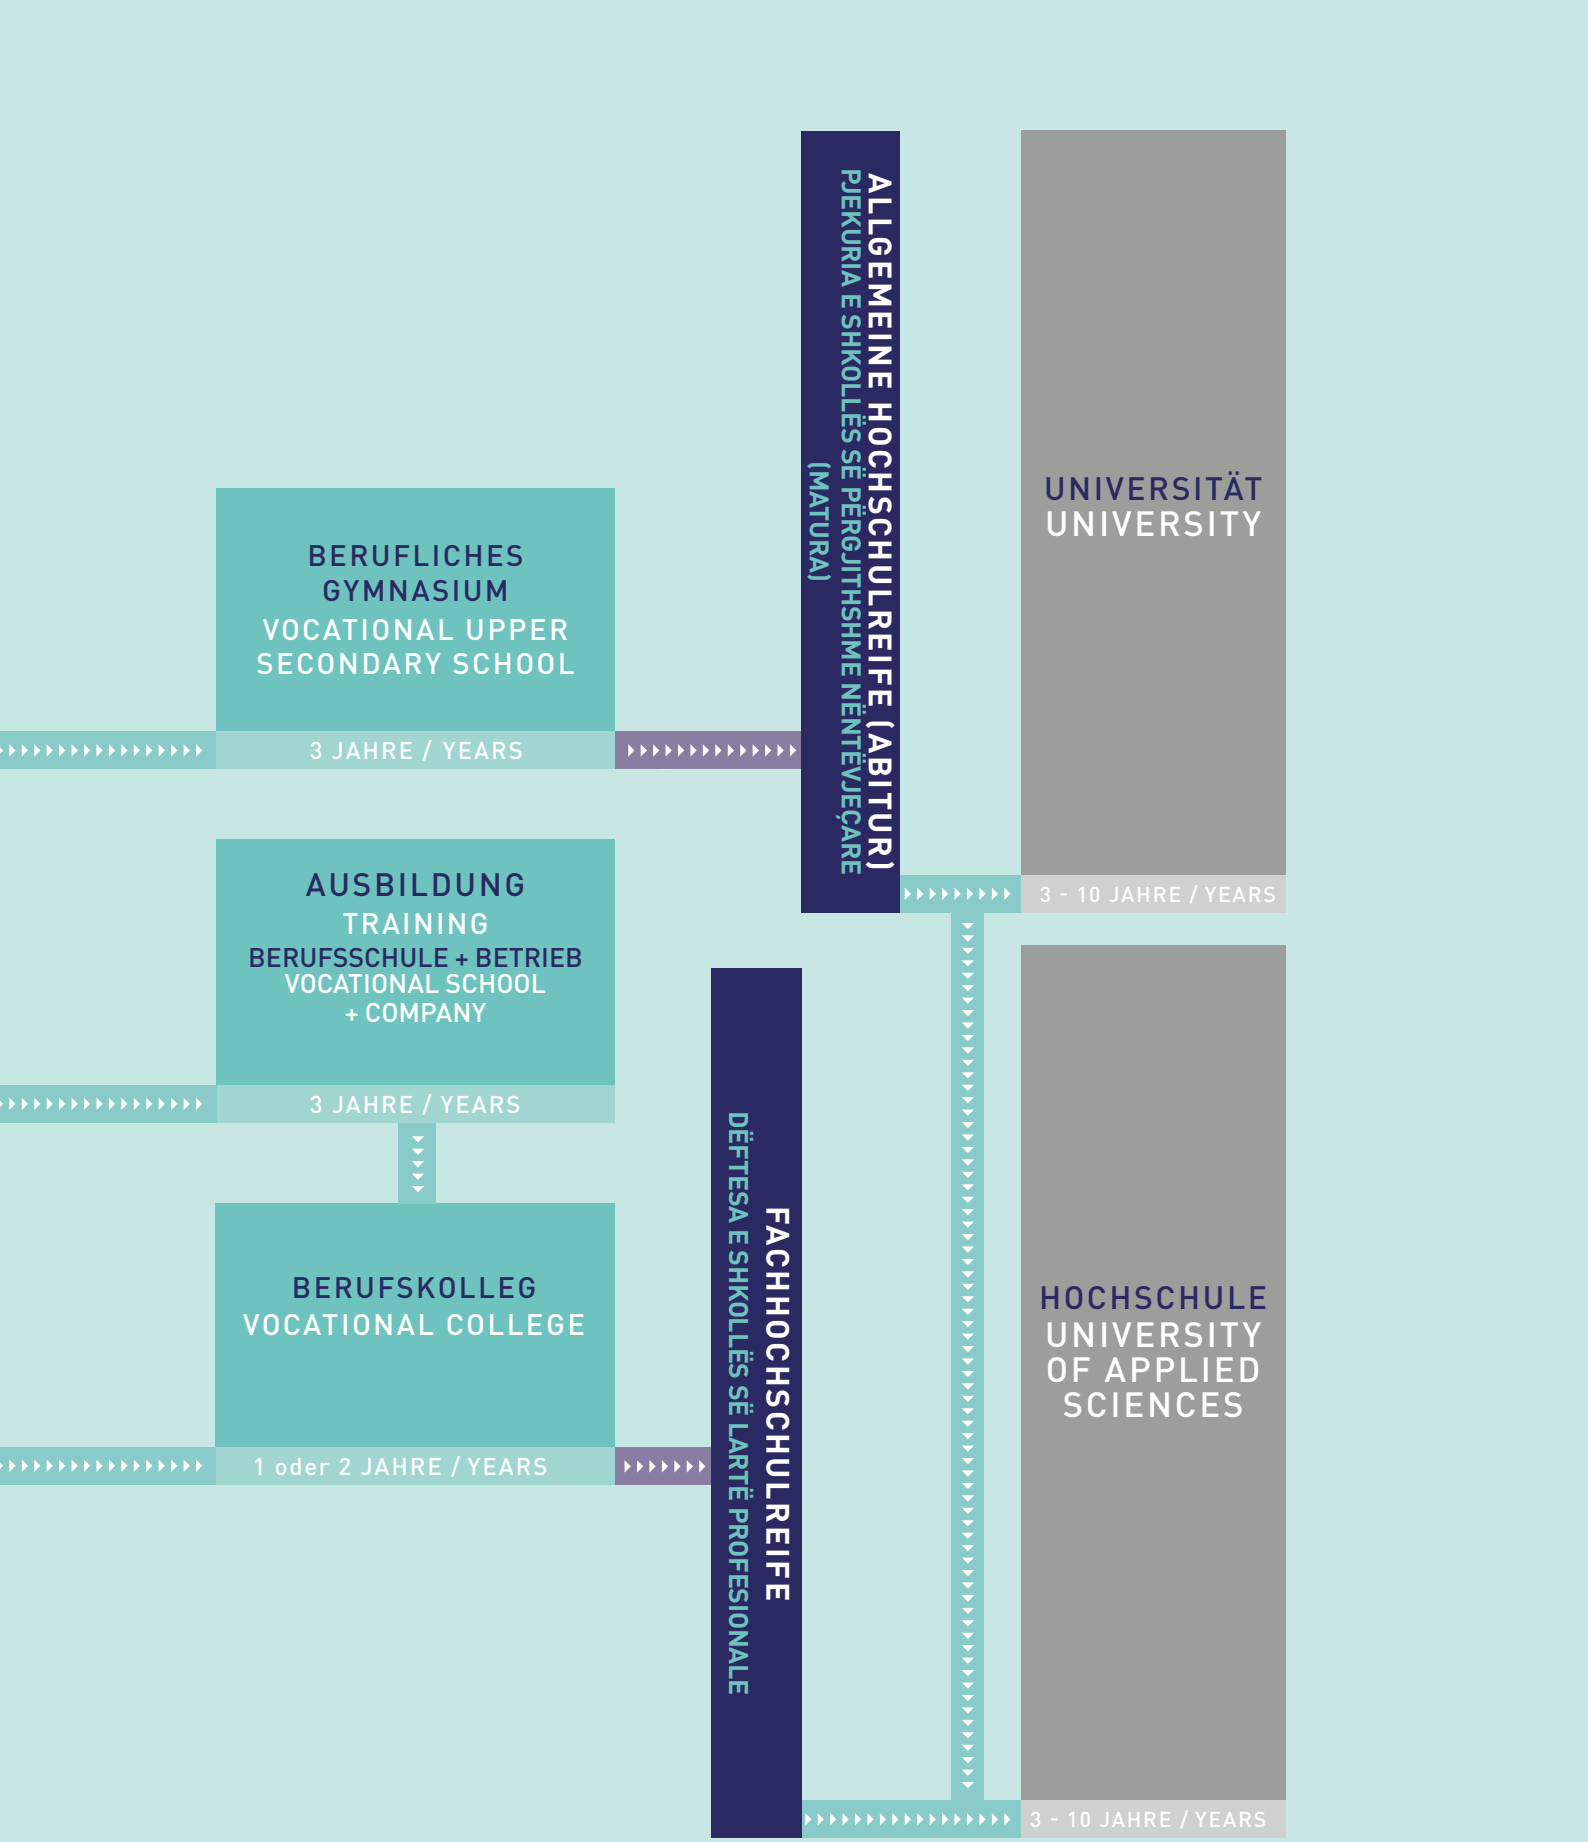 ALLGEMEINE HOCHSCHULREIFE (ABITUR)
PJEKURIA E SHKOLLËS SË PËRGJITHSHME NËNTËVJEÇARE
(MATURA)
UNIVERSITÄT
UNIVERSITY
3 - 10 JAHRE / YEARS
BERUFLICHES
GYMNASIUM
VOCATIONAL UPPER
SECONDARY SCHOOL
3 JAHRE / YEARS
AUSBILDUNG
TRAINING
BERUFSSCHULE + BETRIEB
VOCATIONAL SCHOOL
+ COMPANY
3 JAHRE / YEARS
BERUFSKOLLEG
VOCATIONAL COLLEGE
1 oder 2 JAHRE / YEARS
FACHHOCHSCHULREIFE
DËFTESA E SHKOLLËS SË LARTË PROFESIONALE
HOCHSCHULE
UNIVERSITY
OF APPLIED
SCIENCES
3 - 10 JAHRE / YEARS